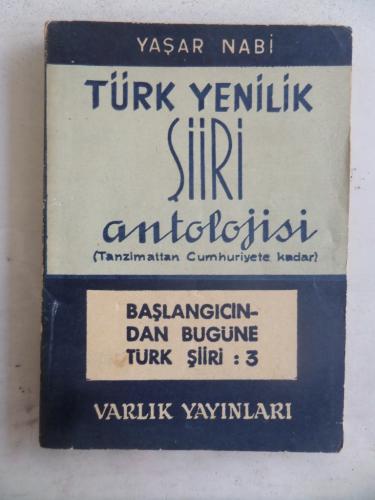 YAŞAR NABİ
TÜRK YENİLİK
ŞİİRİ
antolojisi
(Tanzimattan Cumhuriyete kadar)
BAŞLANGICIN-
DAN BUGÜNE
TÜRK ŞİİRİ : 3
VARLIK YAYINLARI